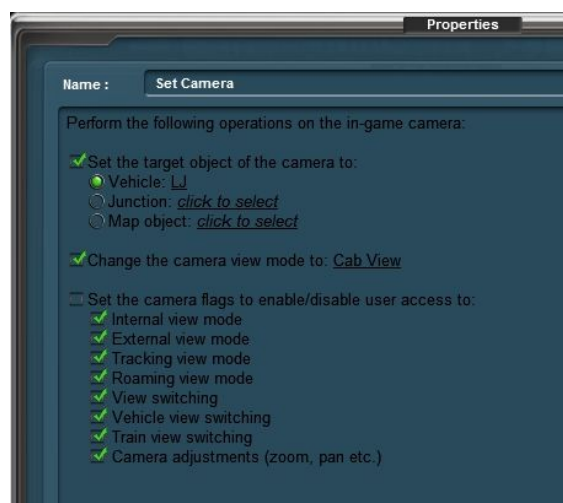 Properties
Name : Set Camera
Perform the following operations on the in-game camera:
Set the target object of the camera to:
Vehicle: LJ
Junction: click to select
Map object: click to select
Change the camera view mode to: Cab View
Set the camera flags to enable/disable user access to:
Internal view mode
External view mode
Tracking view mode
Roaming view mode
View switching
Vehicle view switching
Train view switching
Camera adjustments (zoom, pan etc.)